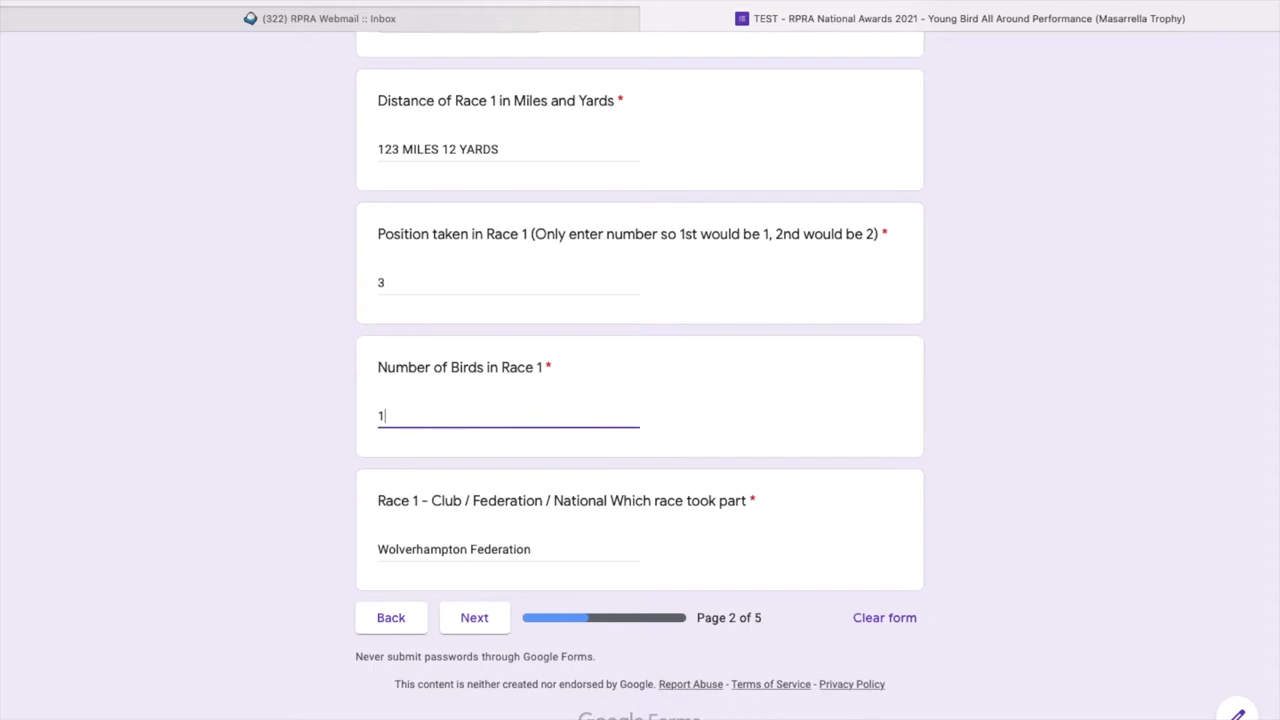 (322) RPRA Webmail :: Inbox
TEST - RPRA National Awards 2021 - Young Bird All Around Performance (Masarrella Trophy)
Distance of Race 1 in Miles and Yards *
123 MILES 12 YARDS
Position taken in Race 1 (Only enter number so 1st would be 1, 2nd would be 2) *
3
Number of Birds in Race 1 *
1
Race 1 - Club / Federation / National Which race took part *
Wolverhampton Federation
Back Next Page 2 of 5 Clear form
Never submit passwords through Google Forms.
This content is neither created nor endorsed by Google. Report Abuse - Terms of Service - Privacy Policy
Google Forms